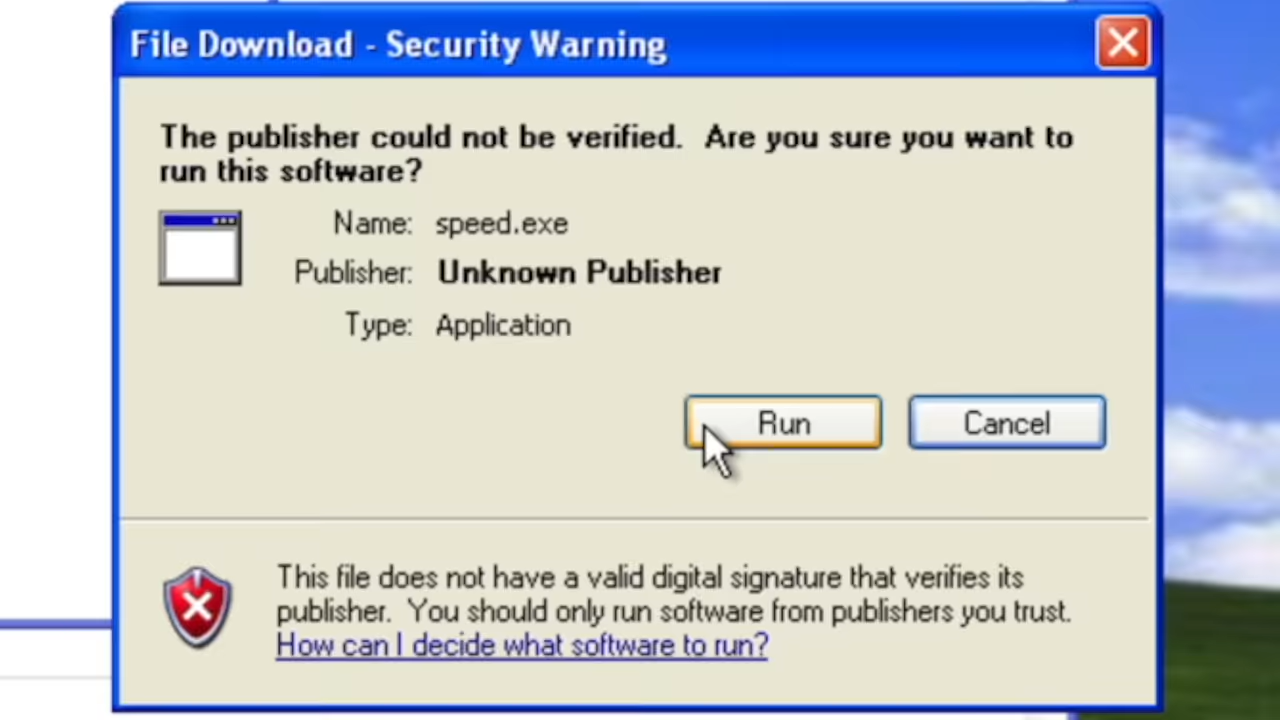 File Download - Security Warning
The publisher could not be verified.  Are you sure you want to
run this software?
Name: speed.exe
Publisher: Unknown Publisher
Type: Application
Run Cancel
This file does not have a valid digital signature that verifies its
publisher.  You should only run software from publishers you trust.
How can I decide what software to run?